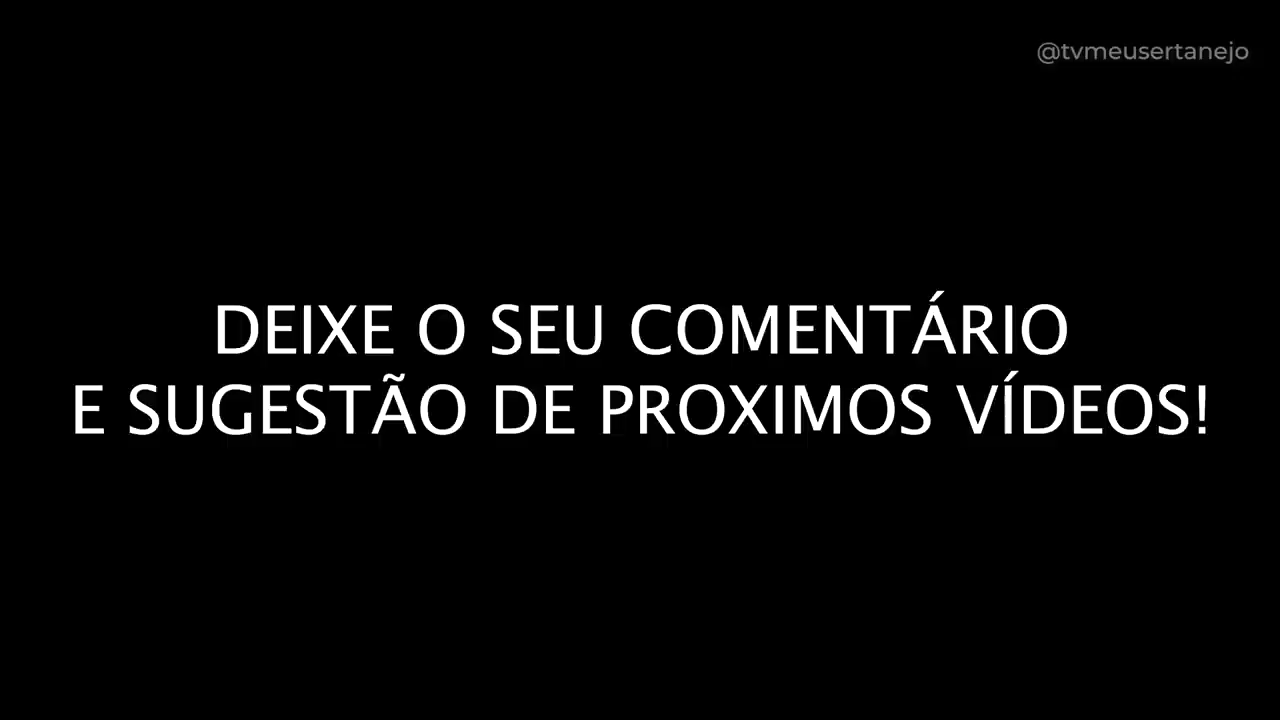 @tvmeusertanejo
DEIXE O SEU COMENTÁRIO
E SUGESTÃO DE PROXIMOS VÍDEOS!